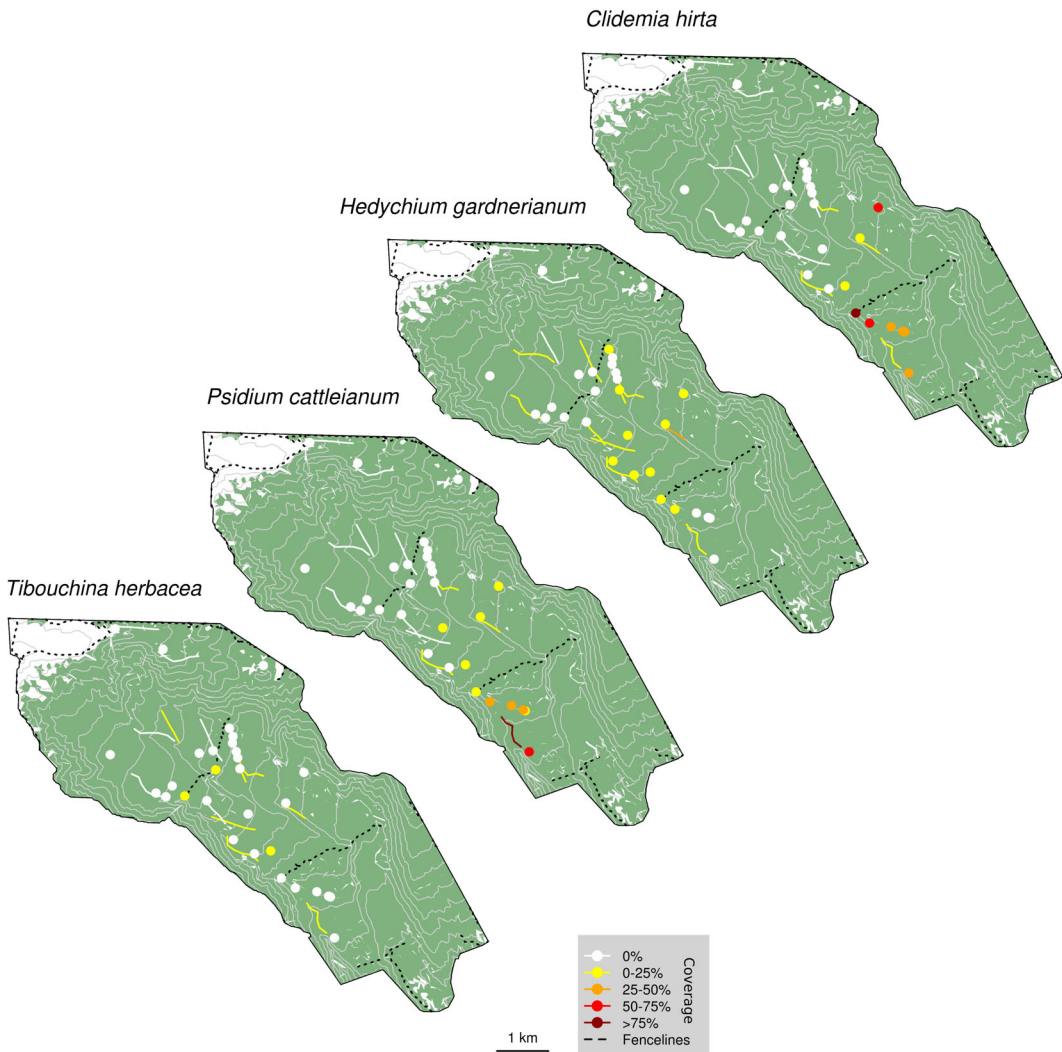 Clidemia hirta
Hedychium gardnerianum
Psidium cattleianum
Tibouchina herbacea
0%
0-25%
25-50%
50-75%
>75%
Fencelines
Coverage
1 km